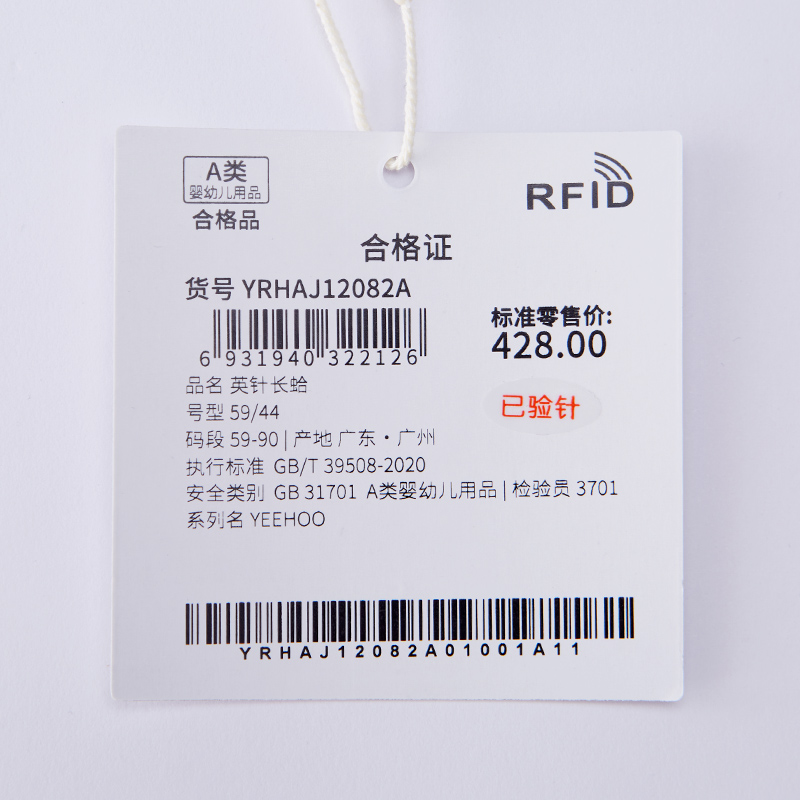 A类
婴幼儿用品
合格品
RFID
合格证
货号 YRHAJ12082A
6 931940 322126
标准零售价:
428.00
品名 英针长蛤
号型 59/44
已验针
码段 59-90 | 产地 广东·广州
执行标准 GB/T 39508-2020
安全类别 GB 31701 A类婴幼儿用品 | 检验员 3701
系列名 YEEHOO
YRHAJ12082A01001A11